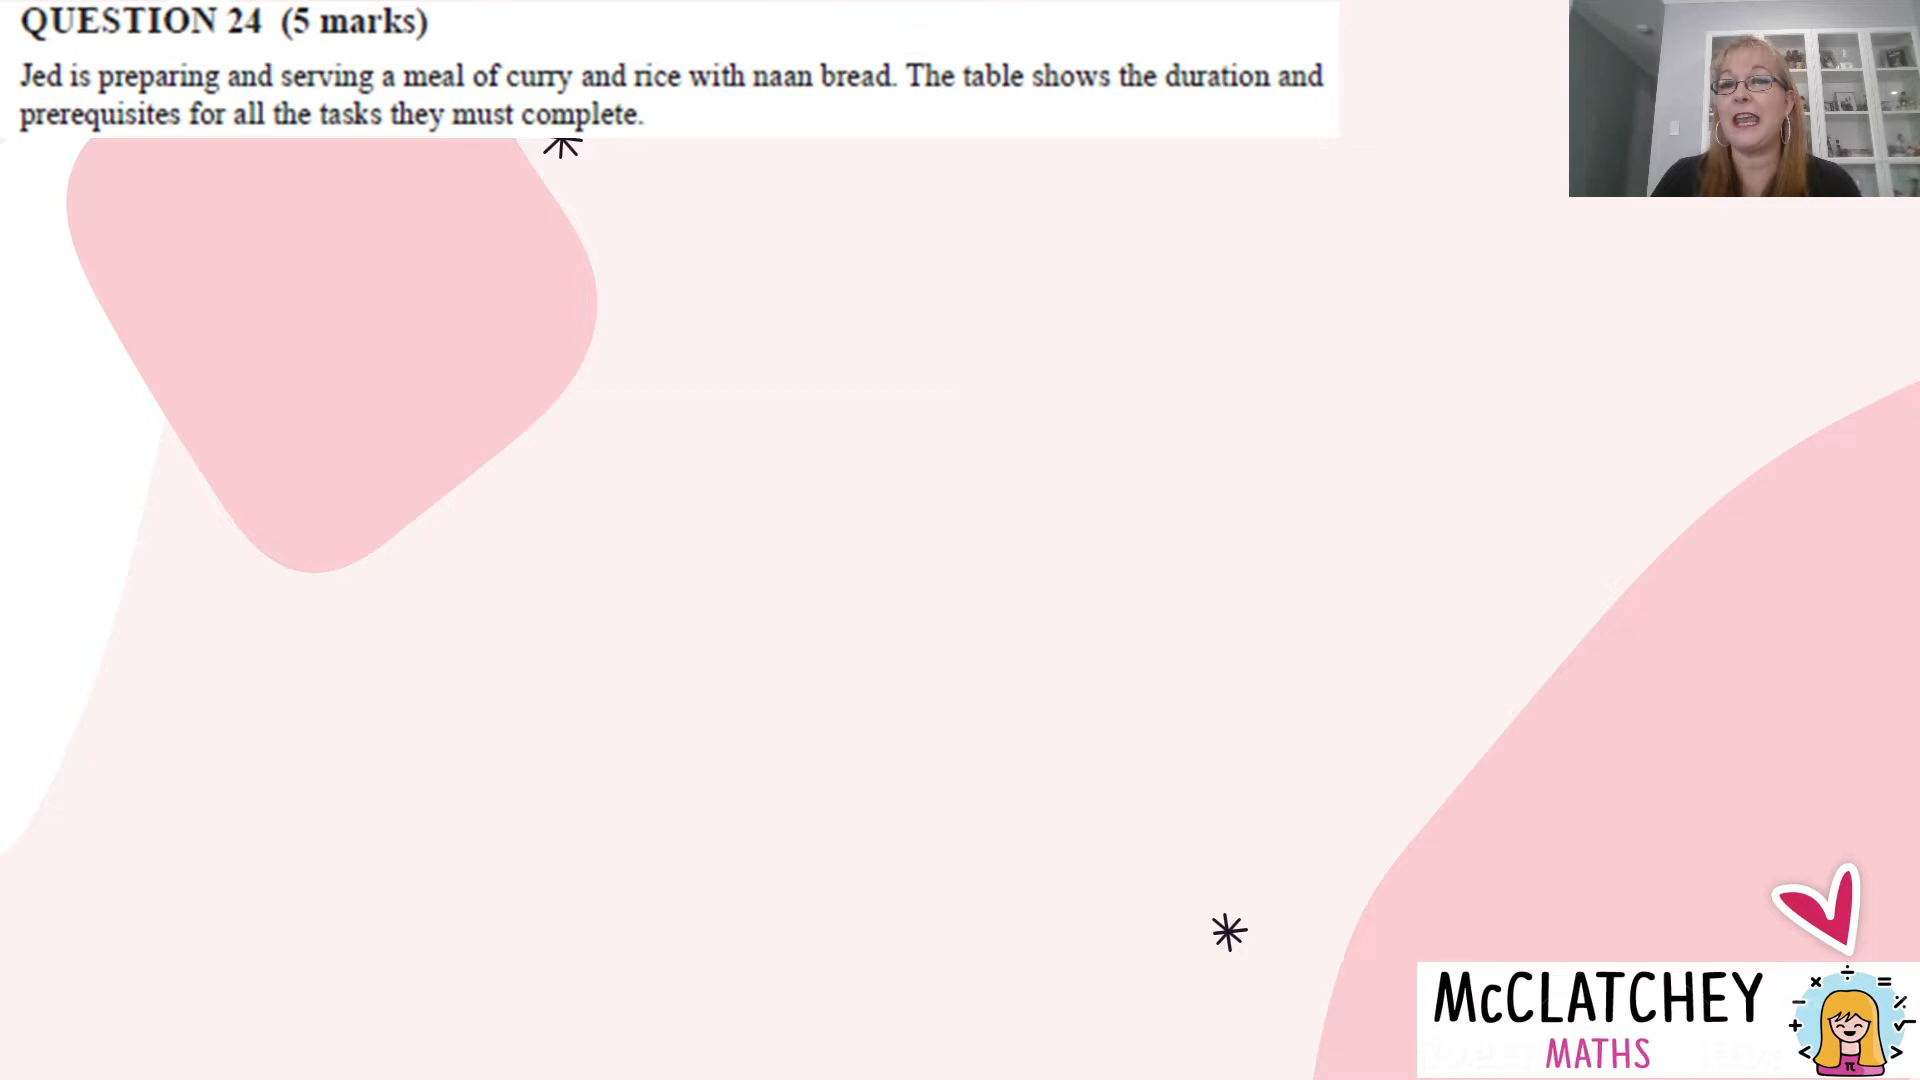 QUESTION 24 (5 marks)
Jed is preparing and serving a meal of curry and rice with naan bread. The table shows the duration and
prerequisites for all the tasks they must complete.
McCLATCHEY
MATHS